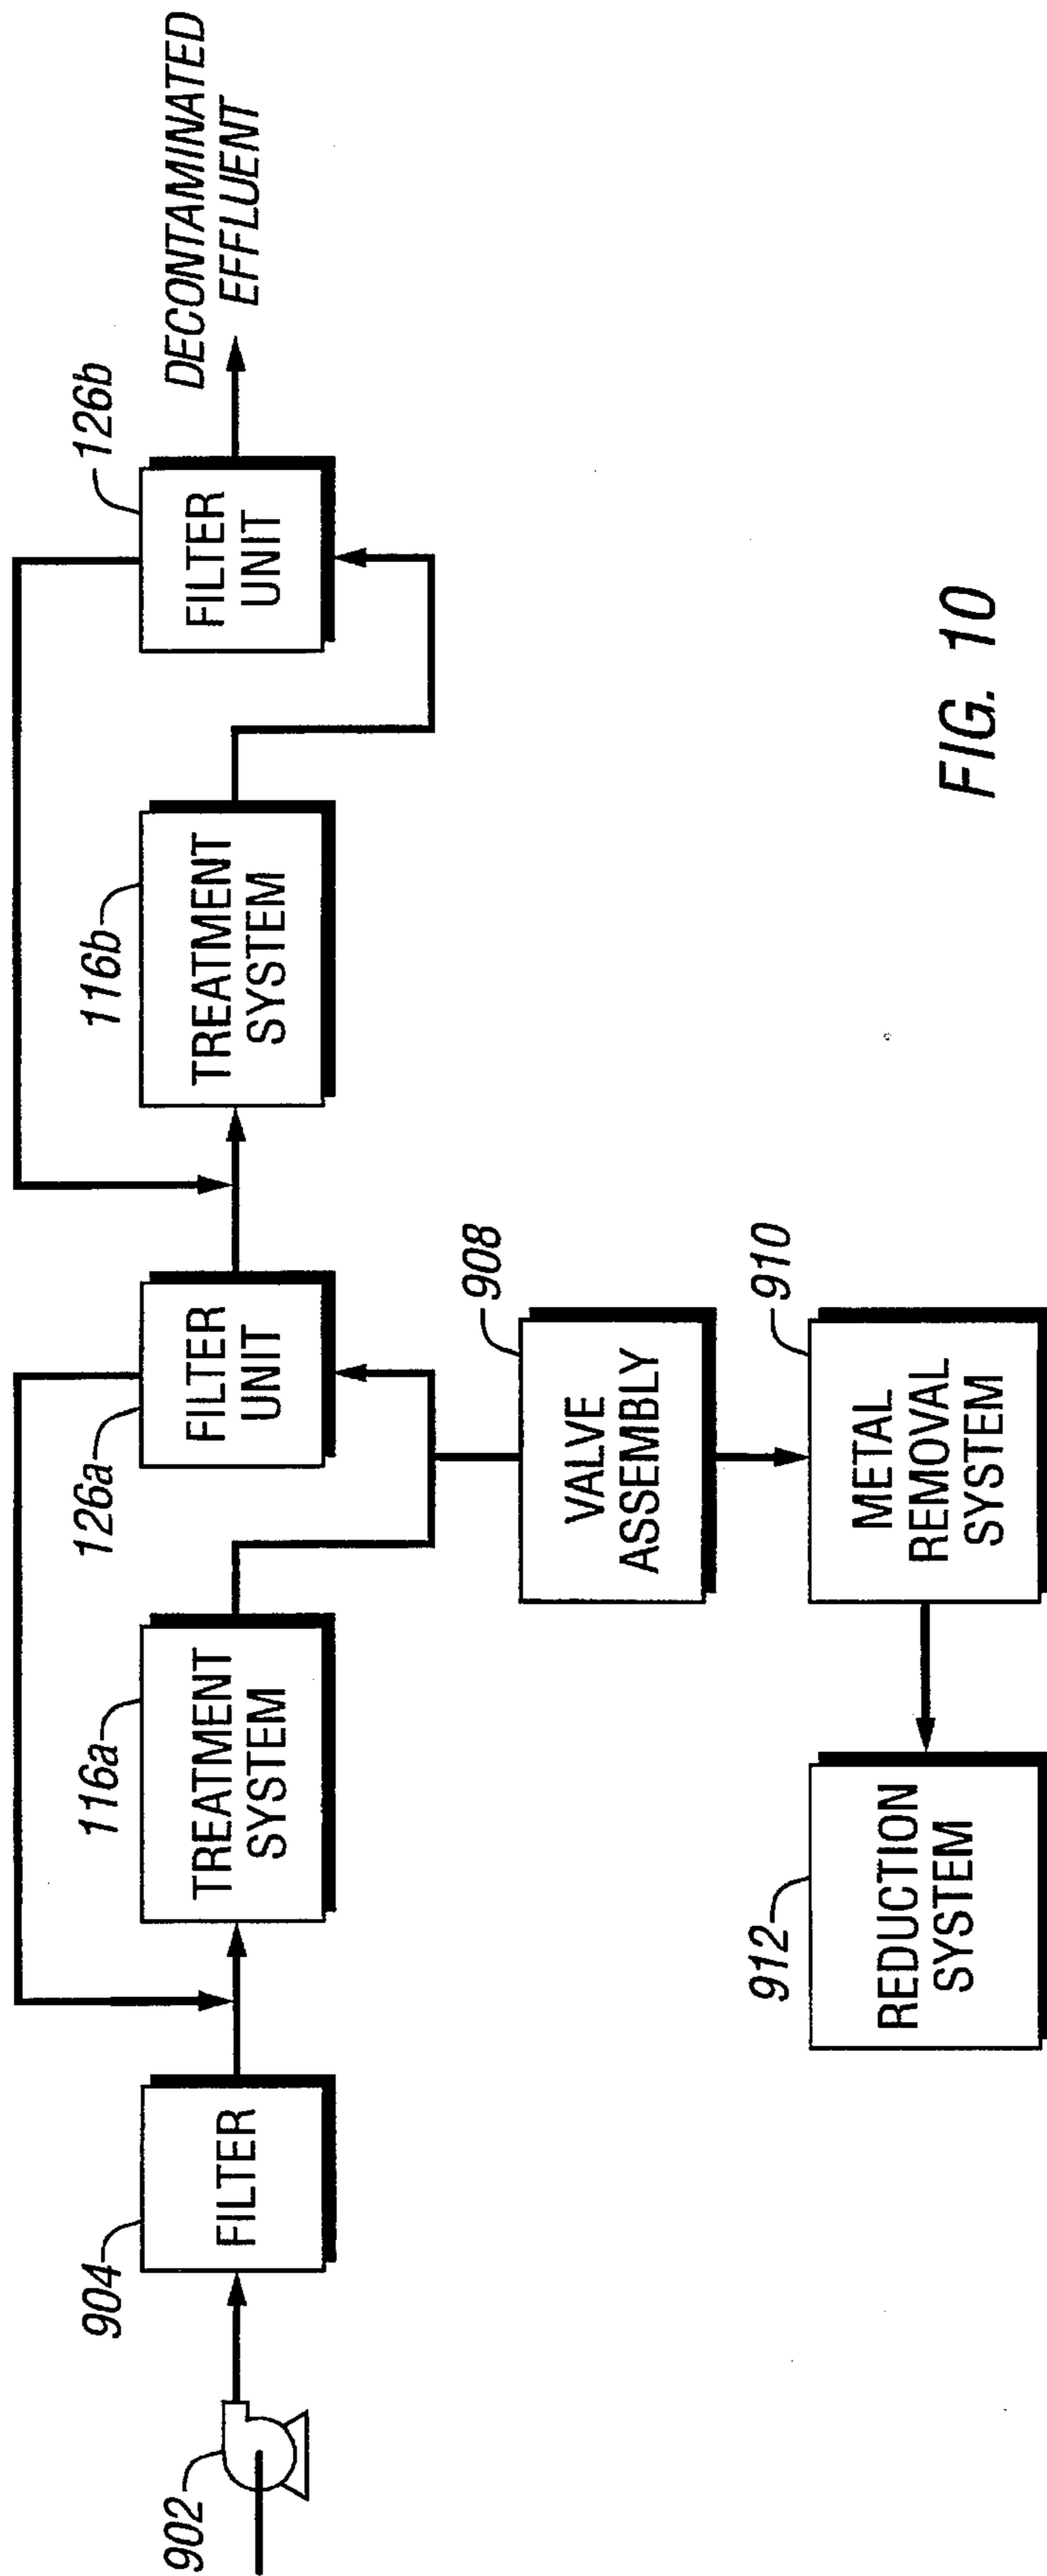 902
904
FILTER
116a
TREATMENT
SYSTEM
126a
FILTER
UNIT
116b
TREATMENT
SYSTEM
126b
FILTER
UNIT
DECONTAMINATED
EFFLUENT
908
VALVE
ASSEMBLY
912
REDUCTION
SYSTEM
910
METAL
REMOVAL
SYSTEM
FIG. 10